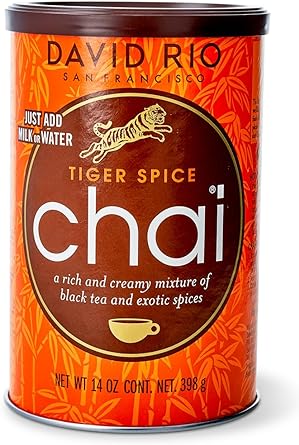 DAVID RIO
SAN FRANCISCO
JUST ADD
MILK OR WATER
TIGER SPICE
chai®
a rich and creamy mixture of
black tea and exotic spices
NET WT 14 OZ CONT. NET. 398 g